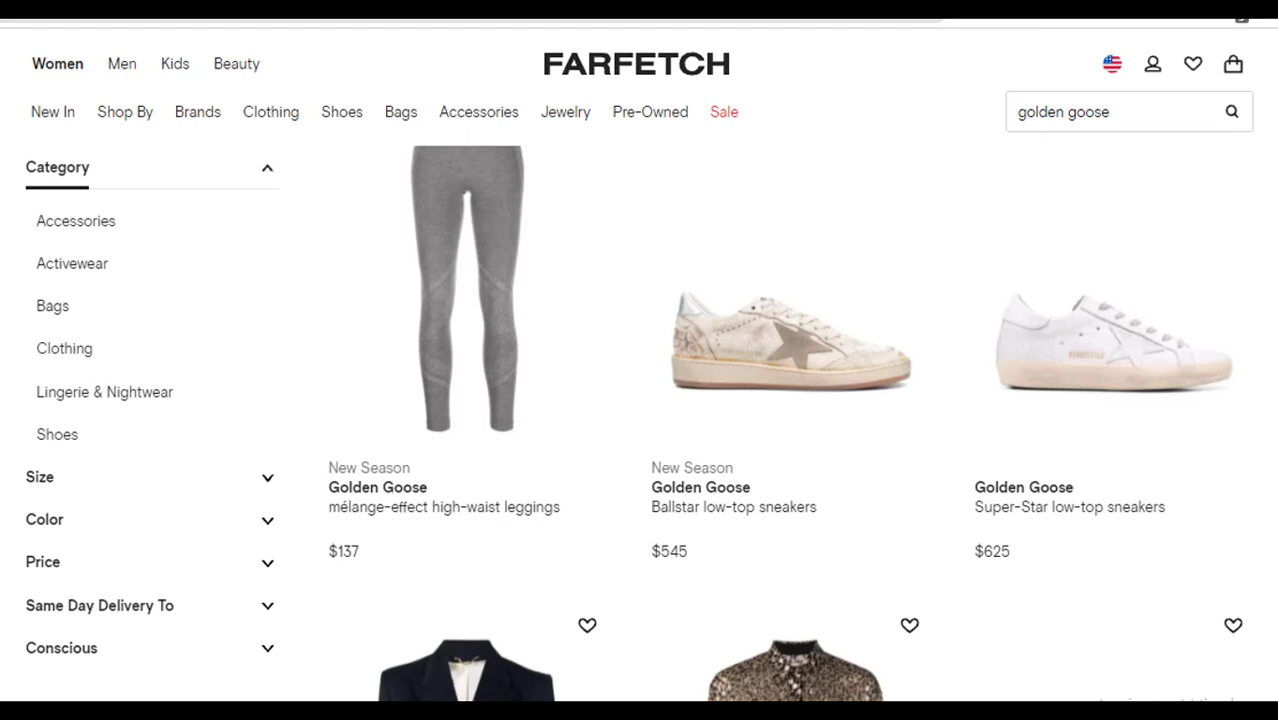 Women Men Kids Beauty
FARFETCH
New In Shop By Brands Clothing Shoes Bags Accessories Jewelry Pre-Owned Sale
golden goose
Category
Accessories
Activewear
Bags
Clothing
Lingerie & Nightwear
Shoes
Size
Color
Price
Same Day Delivery To
Conscious
New Season
Golden Goose
mélange-effect high-waist leggings
$137
New Season
Golden Goose
Ballstar low-top sneakers
$545
Golden Goose
Super-Star low-top sneakers
$625